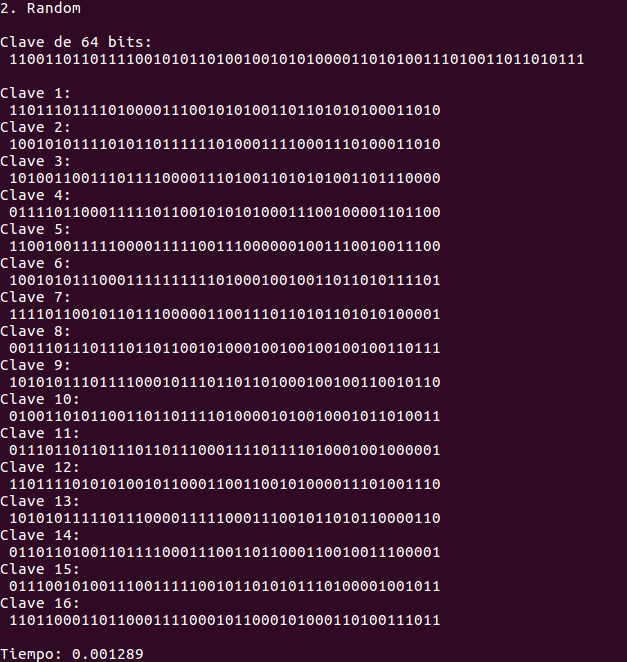 2. Random
Clave de 64 bits:
1100110110111100101011010010010101000011010100111010011011010111
Clave 1:
110111011110100001110010101001101101010100011010
Clave 2:
100101011110101101111110100011110001110100011010
Clave 3:
101001100111011110000111010011010101001101110000
Clave 4:
011110110001111101100101010100011100100001101100
Clave 5:
110010011111000011111001110000001001110010011100
Clave 6:
100101011100011111111110100010010011011010111101
Clave 7:
111101100101101110000011001110110101101010100001
Clave 8:
001110111011101101100101000100100100100100110111
Clave 9:
101010111011110001011101101101000100100110010110
Clave 10:
010011010110011011011110100001010010001011010011
Clave 11:
011101101101110110111000111101111010001001000001
Clave 12:
110111101010100101100011001100101000011101001110
Clave 13:
101010111110111000011111000111001011010110000110
Clave 14:
011011010011011110001110011011000110010011100001
Clave 15:
011100101001110011111001011010101110100001001011
Clave 16:
110110001101100011110001011000101000110100111011
Tiempo: 0.001289